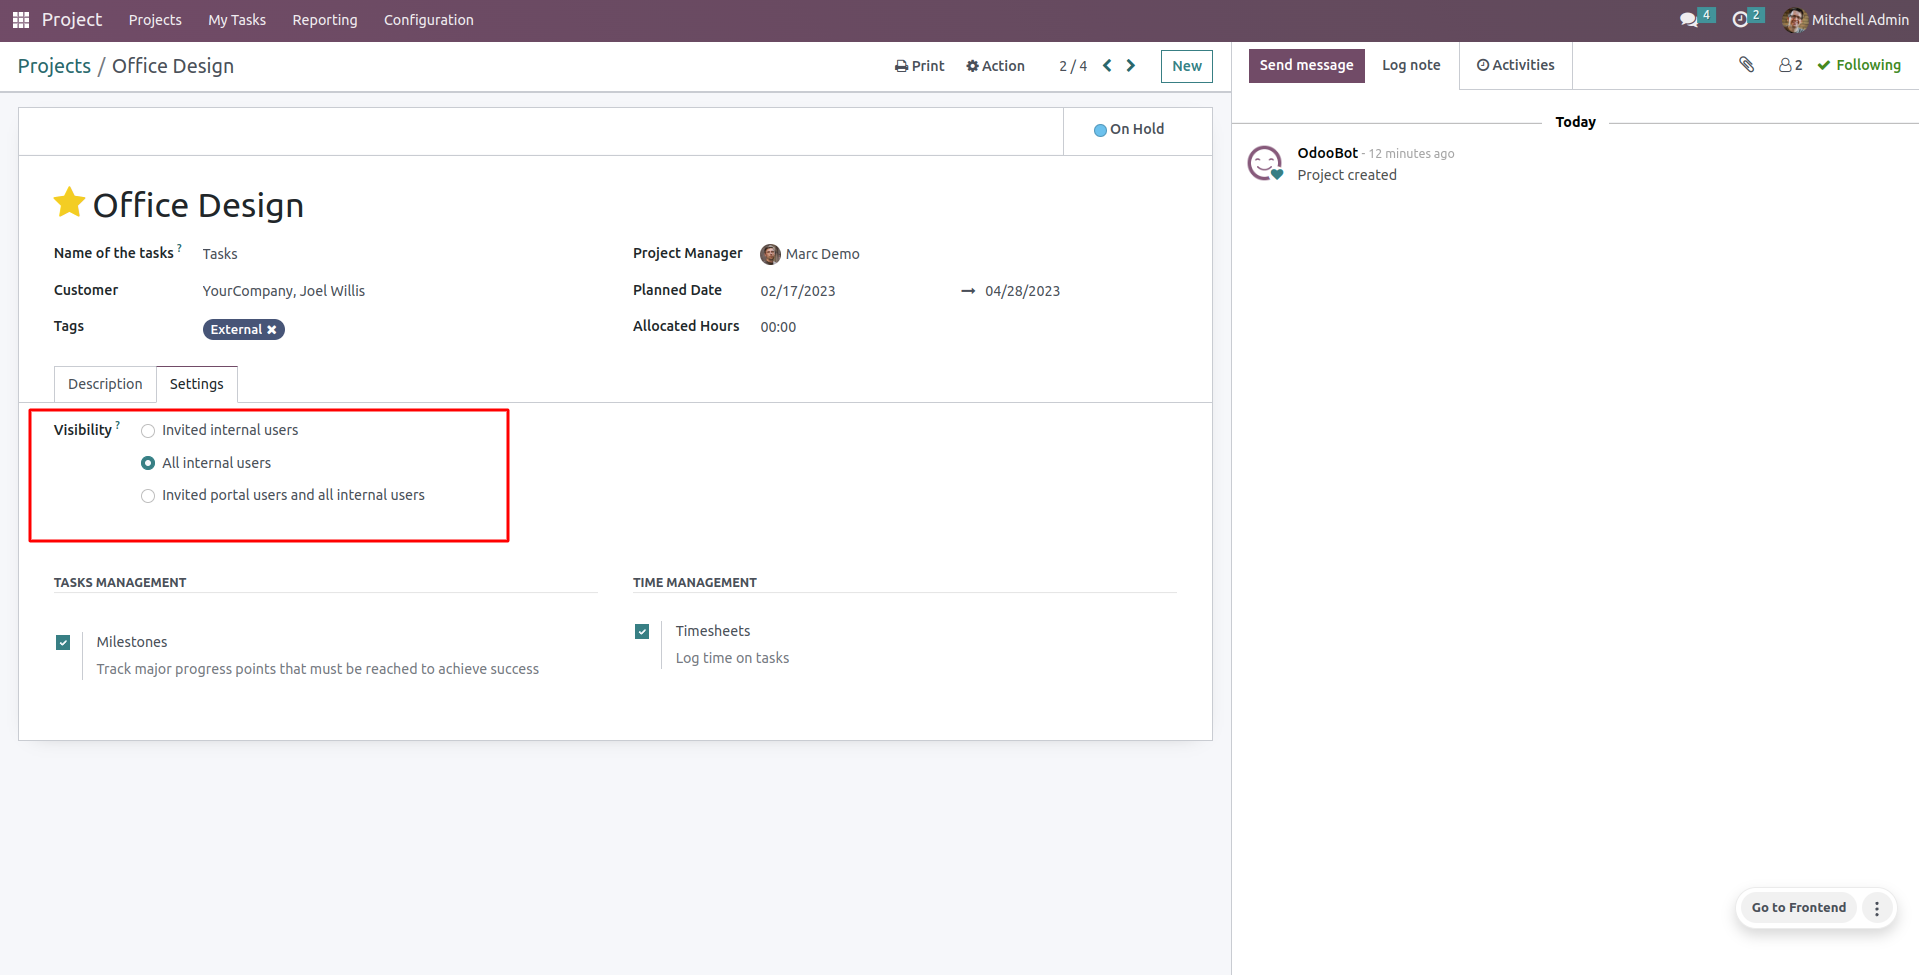 Project Projects My Tasks Reporting Configuration 4 2 Mitchell Admin
Projects / Office Design Print Action 2 / 4 New
Send message Log note Activities 2 Following
On Hold
Today
OdooBot - 12 minutes ago
Project created
Office Design
Name of the tasks ? Tasks
Project Manager Marc Demo
Customer YourCompany, Joel Willis
Planned Date 02/17/2023 04/28/2023
Tags External
Allocated Hours 00:00
Description Settings
Visibility ? Invited internal users
All internal users
Invited portal users and all internal users
TASKS MANAGEMENT
Milestones
Track major progress points that must be reached to achieve success
TIME MANAGEMENT
Timesheets
Log time on tasks
Go to Frontend